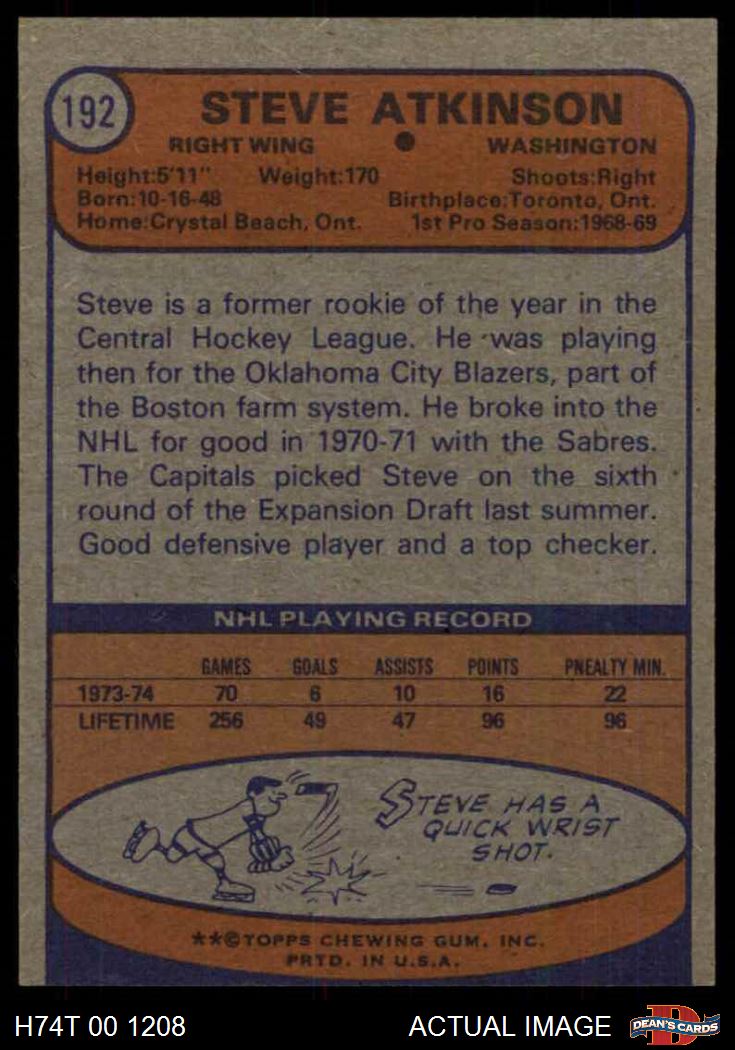 192
STEVE ATKINSON
RIGHT WING ● WASHINGTON
Height:5'11" Weight:170 Shoots:Right
Born:10-16-48 Birthplace:Toronto, Ont.
Home:Crystal Beach, Ont. 1st Pro Season:1968-69
Steve is a former rookie of the year in the
Central Hockey League. He was playing
then for the Oklahoma City Blazers, part of
the Boston farm system. He broke into the
NHL for good in 1970-71 with the Sabres.
The Capitals picked Steve on the sixth
round of the Expansion Draft last summer.
Good defensive player and a top checker.
NHL PLAYING RECORD
GAMES GOALS ASSISTS POINTS PNEALTY MIN.
1973-74 70 6 10 16 22
LIFETIME 256 49 47 96 96
STEVE HAS A
QUICK WRIST
SHOT.
**©TOPPS CHEWING GUM, INC.
PRTD. IN U.S.A.
H74T 00 1208 ACTUAL IMAGE D DEAN'S CARDS